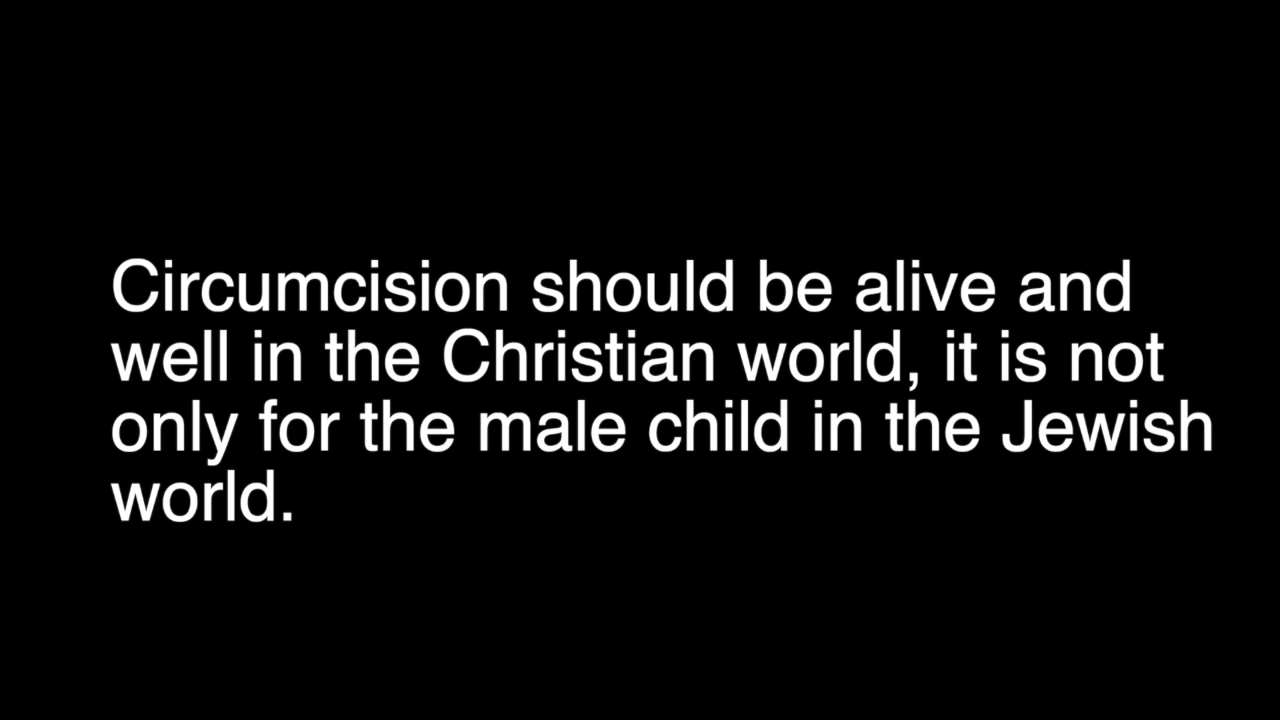 Circumcision should be alive and
well in the Christian world, it is not
only for the male child in the Jewish
world.